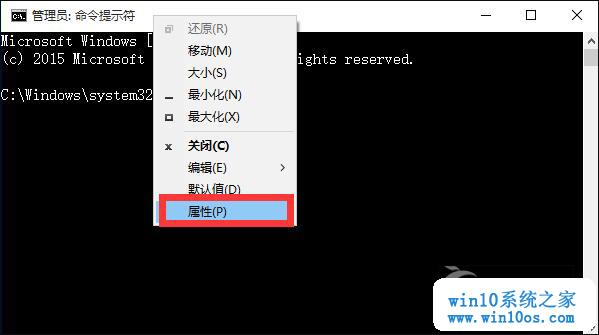 管理员: 命令提示符
Microsoft Windows [
(c) 2015 Microsoft
ights reserved.
C:\Windows\system32
还原(R)
移动(M)
大小(S)
最小化(N)
最大化(X)
关闭(C)
编辑(E)
默认值(D)
属性(P)
win10系统之家
www.win10os.com